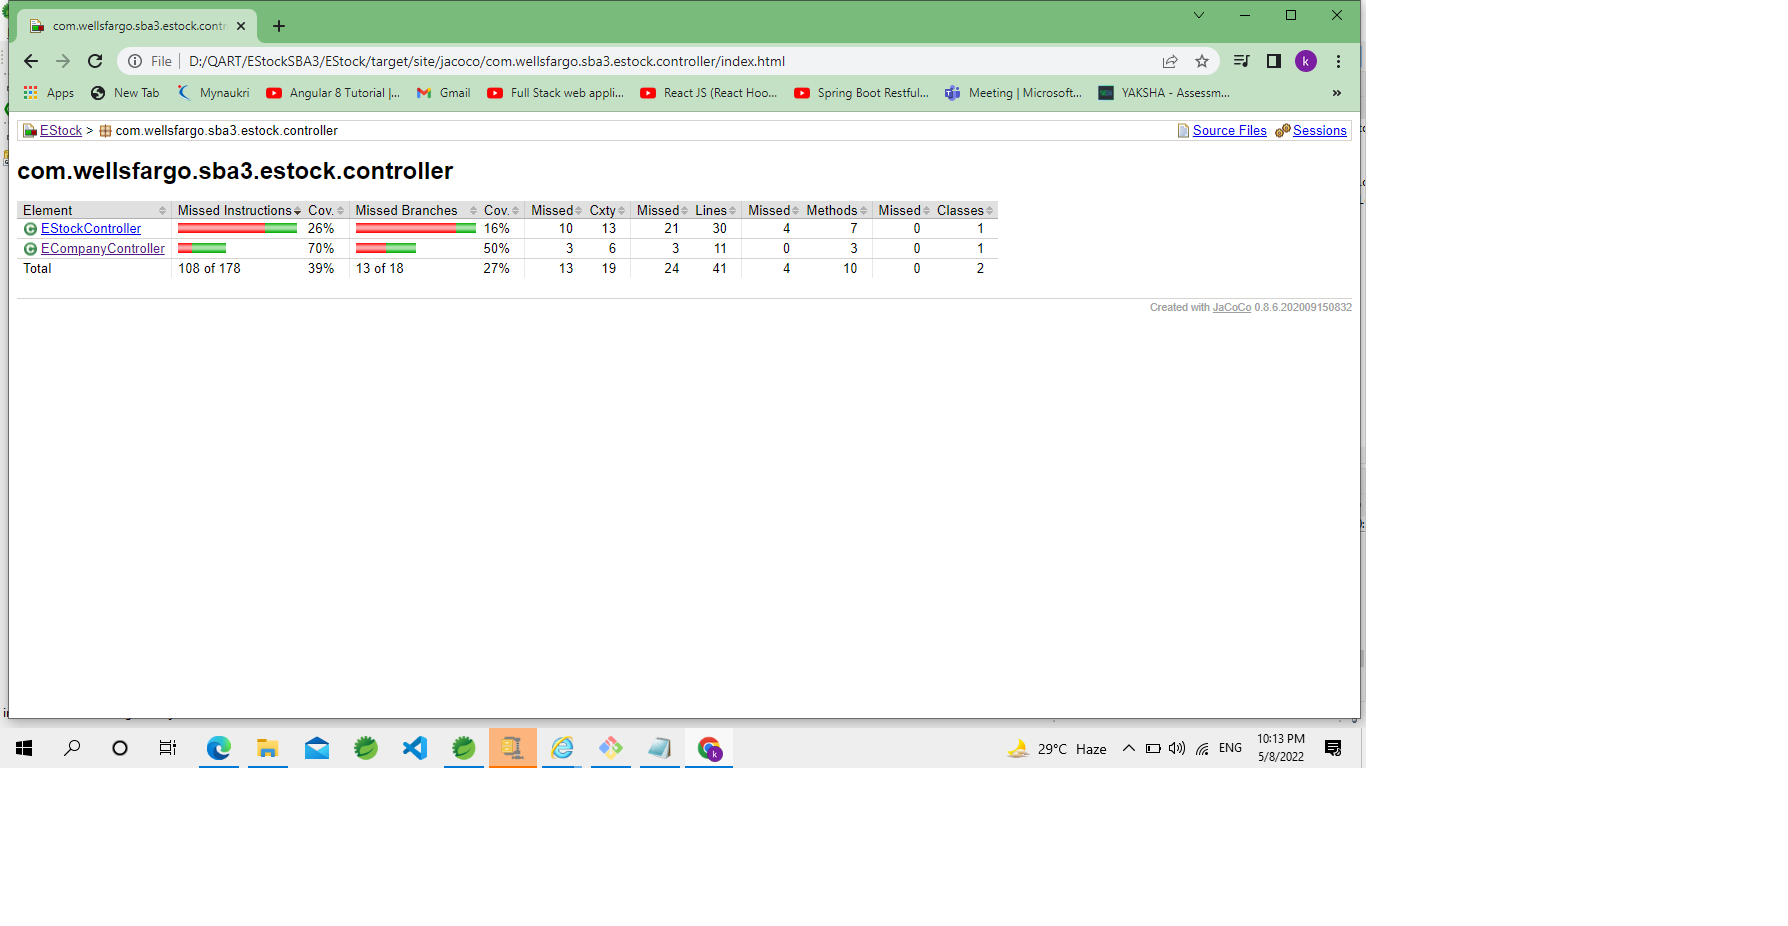 com.wellsfargo.sba3.estock.contr
File D:/QART/EStockSBA3/EStock/target/site/jacoco/com.wellsfargo.sba3.estock.controller/index.html k
Apps New Tab Mynaukri Angular 8 Tutorial |... Gmail Full Stack web appli... React JS (React Hoo... Spring Boot Restful... Meeting | Microsoft... YAKSHA - Assessm... »
EStock > com.wellsfargo.sba3.estock.controller Source Files Sessions
com.wellsfargo.sba3.estock.controller
Element Missed Instructions Cov. Missed Branches Cov. Missed Cxty Missed Lines Missed Methods Missed Classes
EStockController 26% 16% 10 13 21 30 4 7 0 1
ECompanyController 70% 50% 3 6 3 11 0 3 0 1
Total 108 of 178 39% 13 of 18 27% 13 19 24 41 4 10 0 2
Created with JaCoCo 0.8.6.202009150832
29°C Haze ENG 10:13 PM
5/8/2022